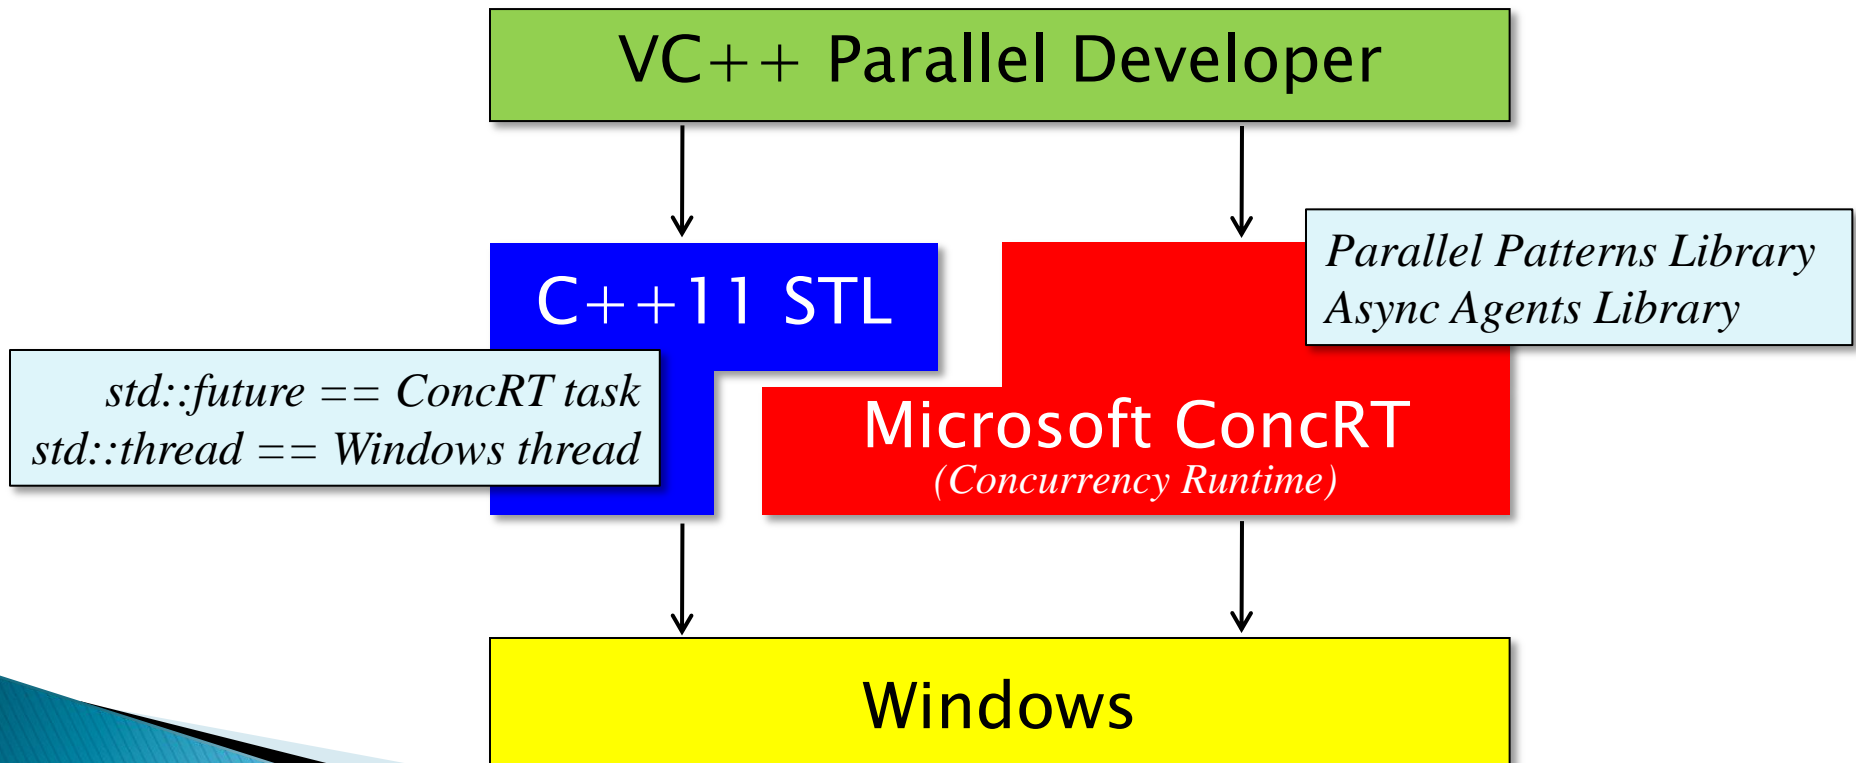 VC++ Parallel Developer
Parallel Patterns Library
Async Agents Library
C++11 STL
std::future == ConcRT task
std::thread == Windows thread
Microsoft ConcRT
(Concurrency Runtime)
Windows